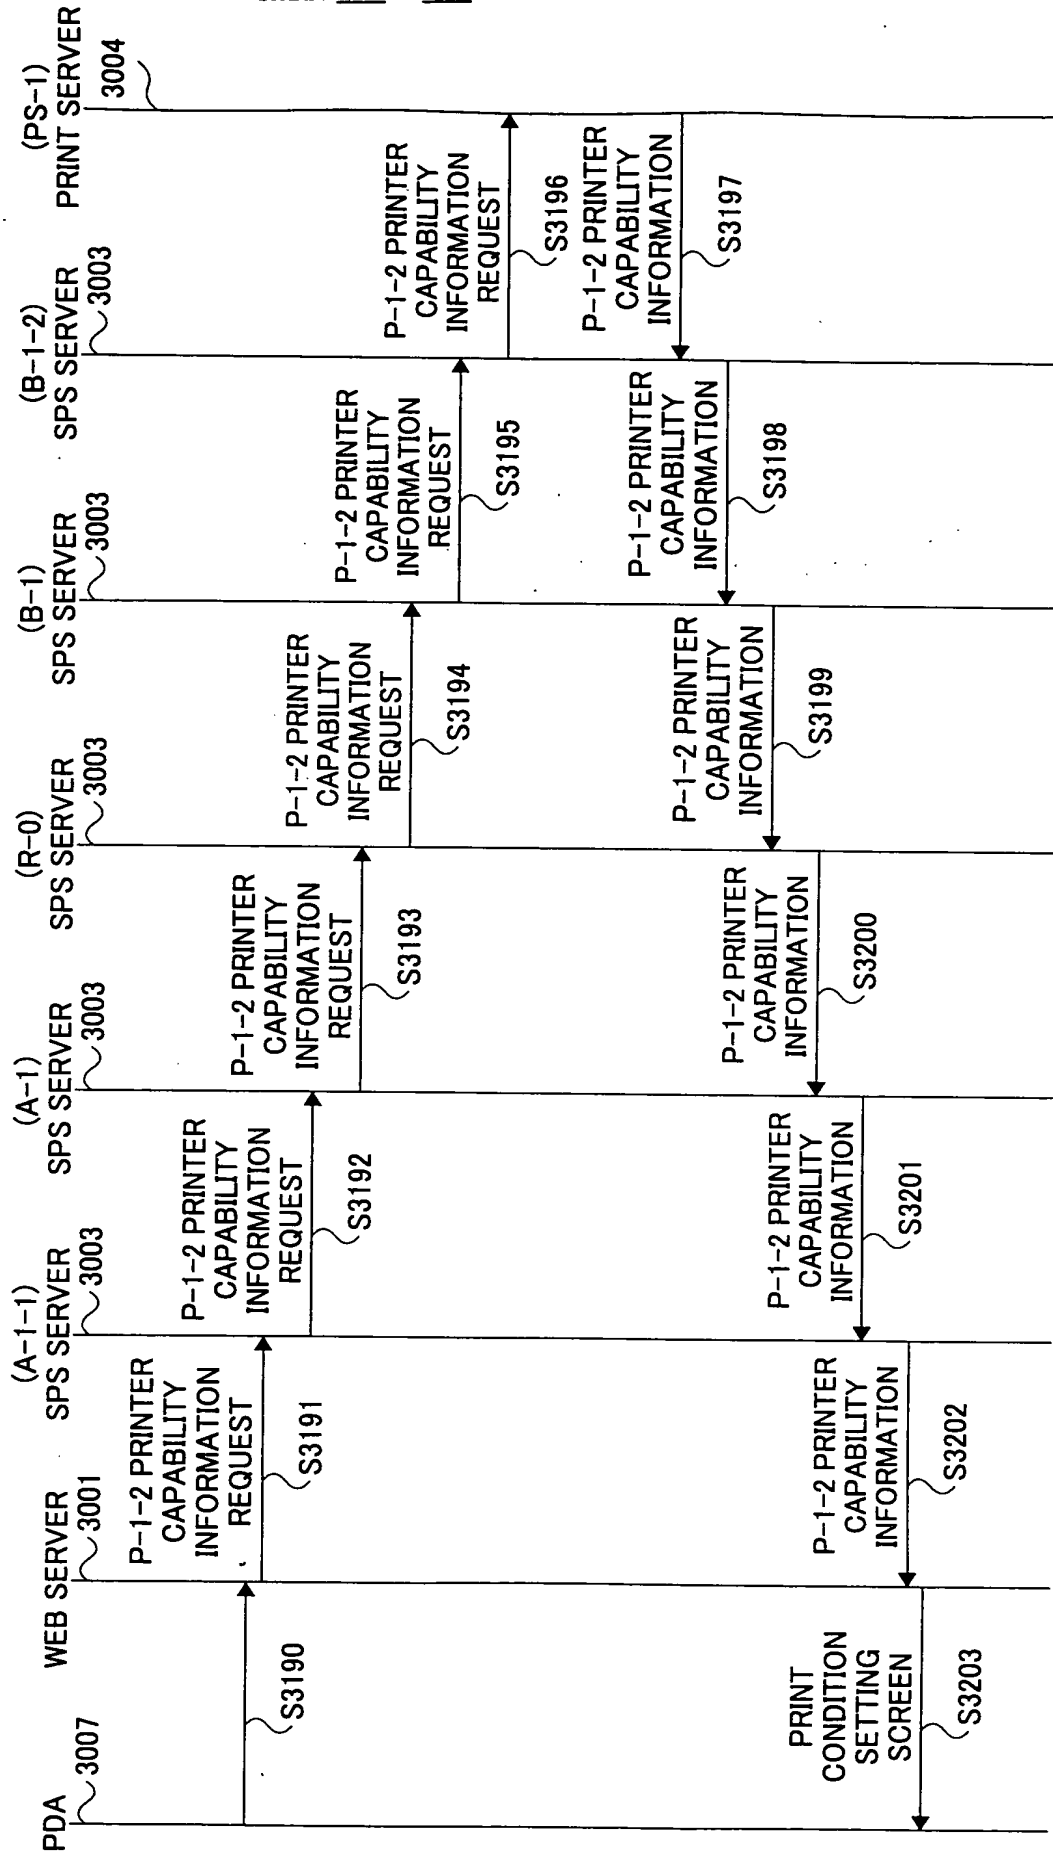 PDA
3007
WEB SERVER
3001
(A-1-1)
SPS SERVER
3003
(A-1)
SPS SERVER
3003
(R-0)
SPS SERVER
3003
(B-1)
SPS SERVER
3003
(B-1-2)
SPS SERVER
3003
(PS-1)
PRINT SERVER
3004
S3190
P-1-2 PRINTER
CAPABILITY
INFORMATION
REQUEST
S3191
P-1-2 PRINTER
CAPABILITY
INFORMATION
REQUEST
S3192
P-1-2 PRINTER
CAPABILITY
INFORMATION
REQUEST
S3193
P-1-2 PRINTER
CAPABILITY
INFORMATION
REQUEST
S3194
P-1-2 PRINTER
CAPABILITY
INFORMATION
REQUEST
S3195
P-1-2 PRINTER
CAPABILITY
INFORMATION
REQUEST
S3196
P-1-2 PRINTER
CAPABILITY
INFORMATION
S3197
P-1-2 PRINTER
CAPABILITY
INFORMATION
S3198
P-1-2 PRINTER
CAPABILITY
INFORMATION
S3199
P-1-2 PRINTER
CAPABILITY
INFORMATION
S3200
P-1-2 PRINTER
CAPABILITY
INFORMATION
S3201
P-1-2 PRINTER
CAPABILITY
INFORMATION
S3202
PRINT
CONDITION
SETTING
SCREEN
S3203